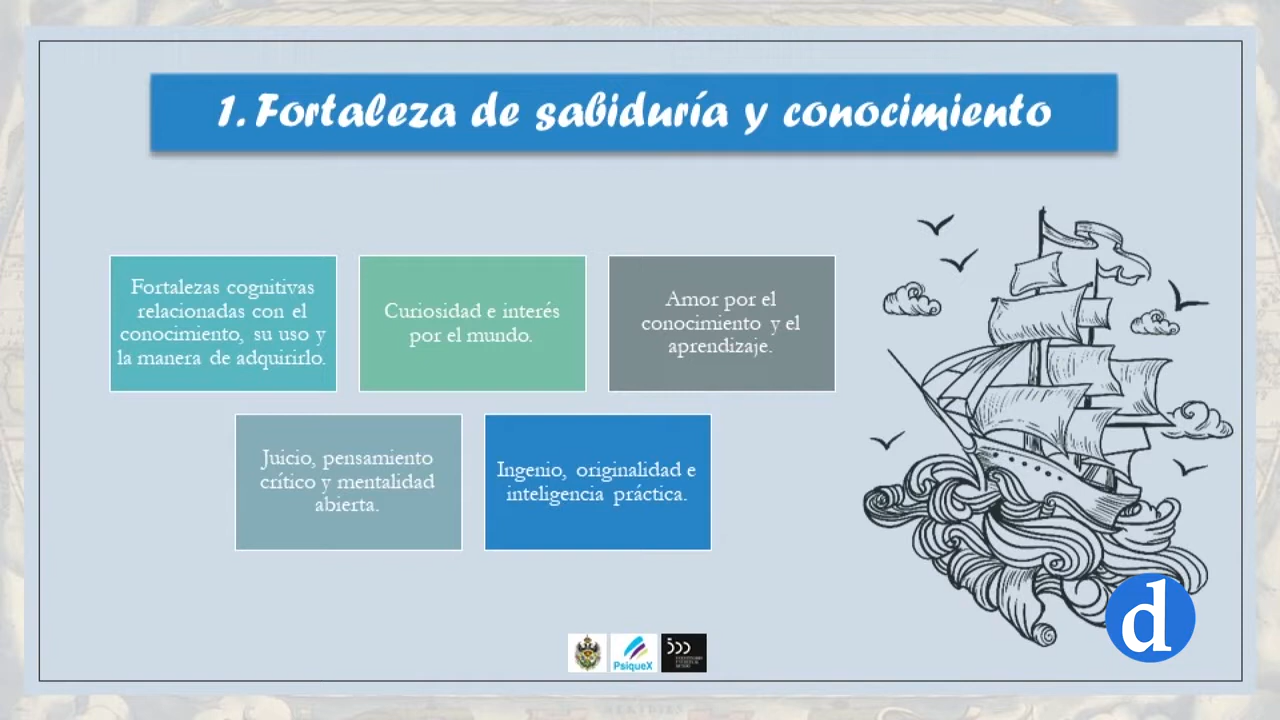 1. Fortaleza de sabiduría y conocimiento
Fortalezas cognitivas
relacionadas con el
conocimiento, su uso y
la manera de adquirirlo.
Curiosidad e interés
por el mundo.
Amor por el
conocimiento y el
aprendizaje.
Juicio, pensamiento
crítico y mentalidad
abierta.
Ingenio, originalidad e
inteligencia práctica.
PsiqueX
d